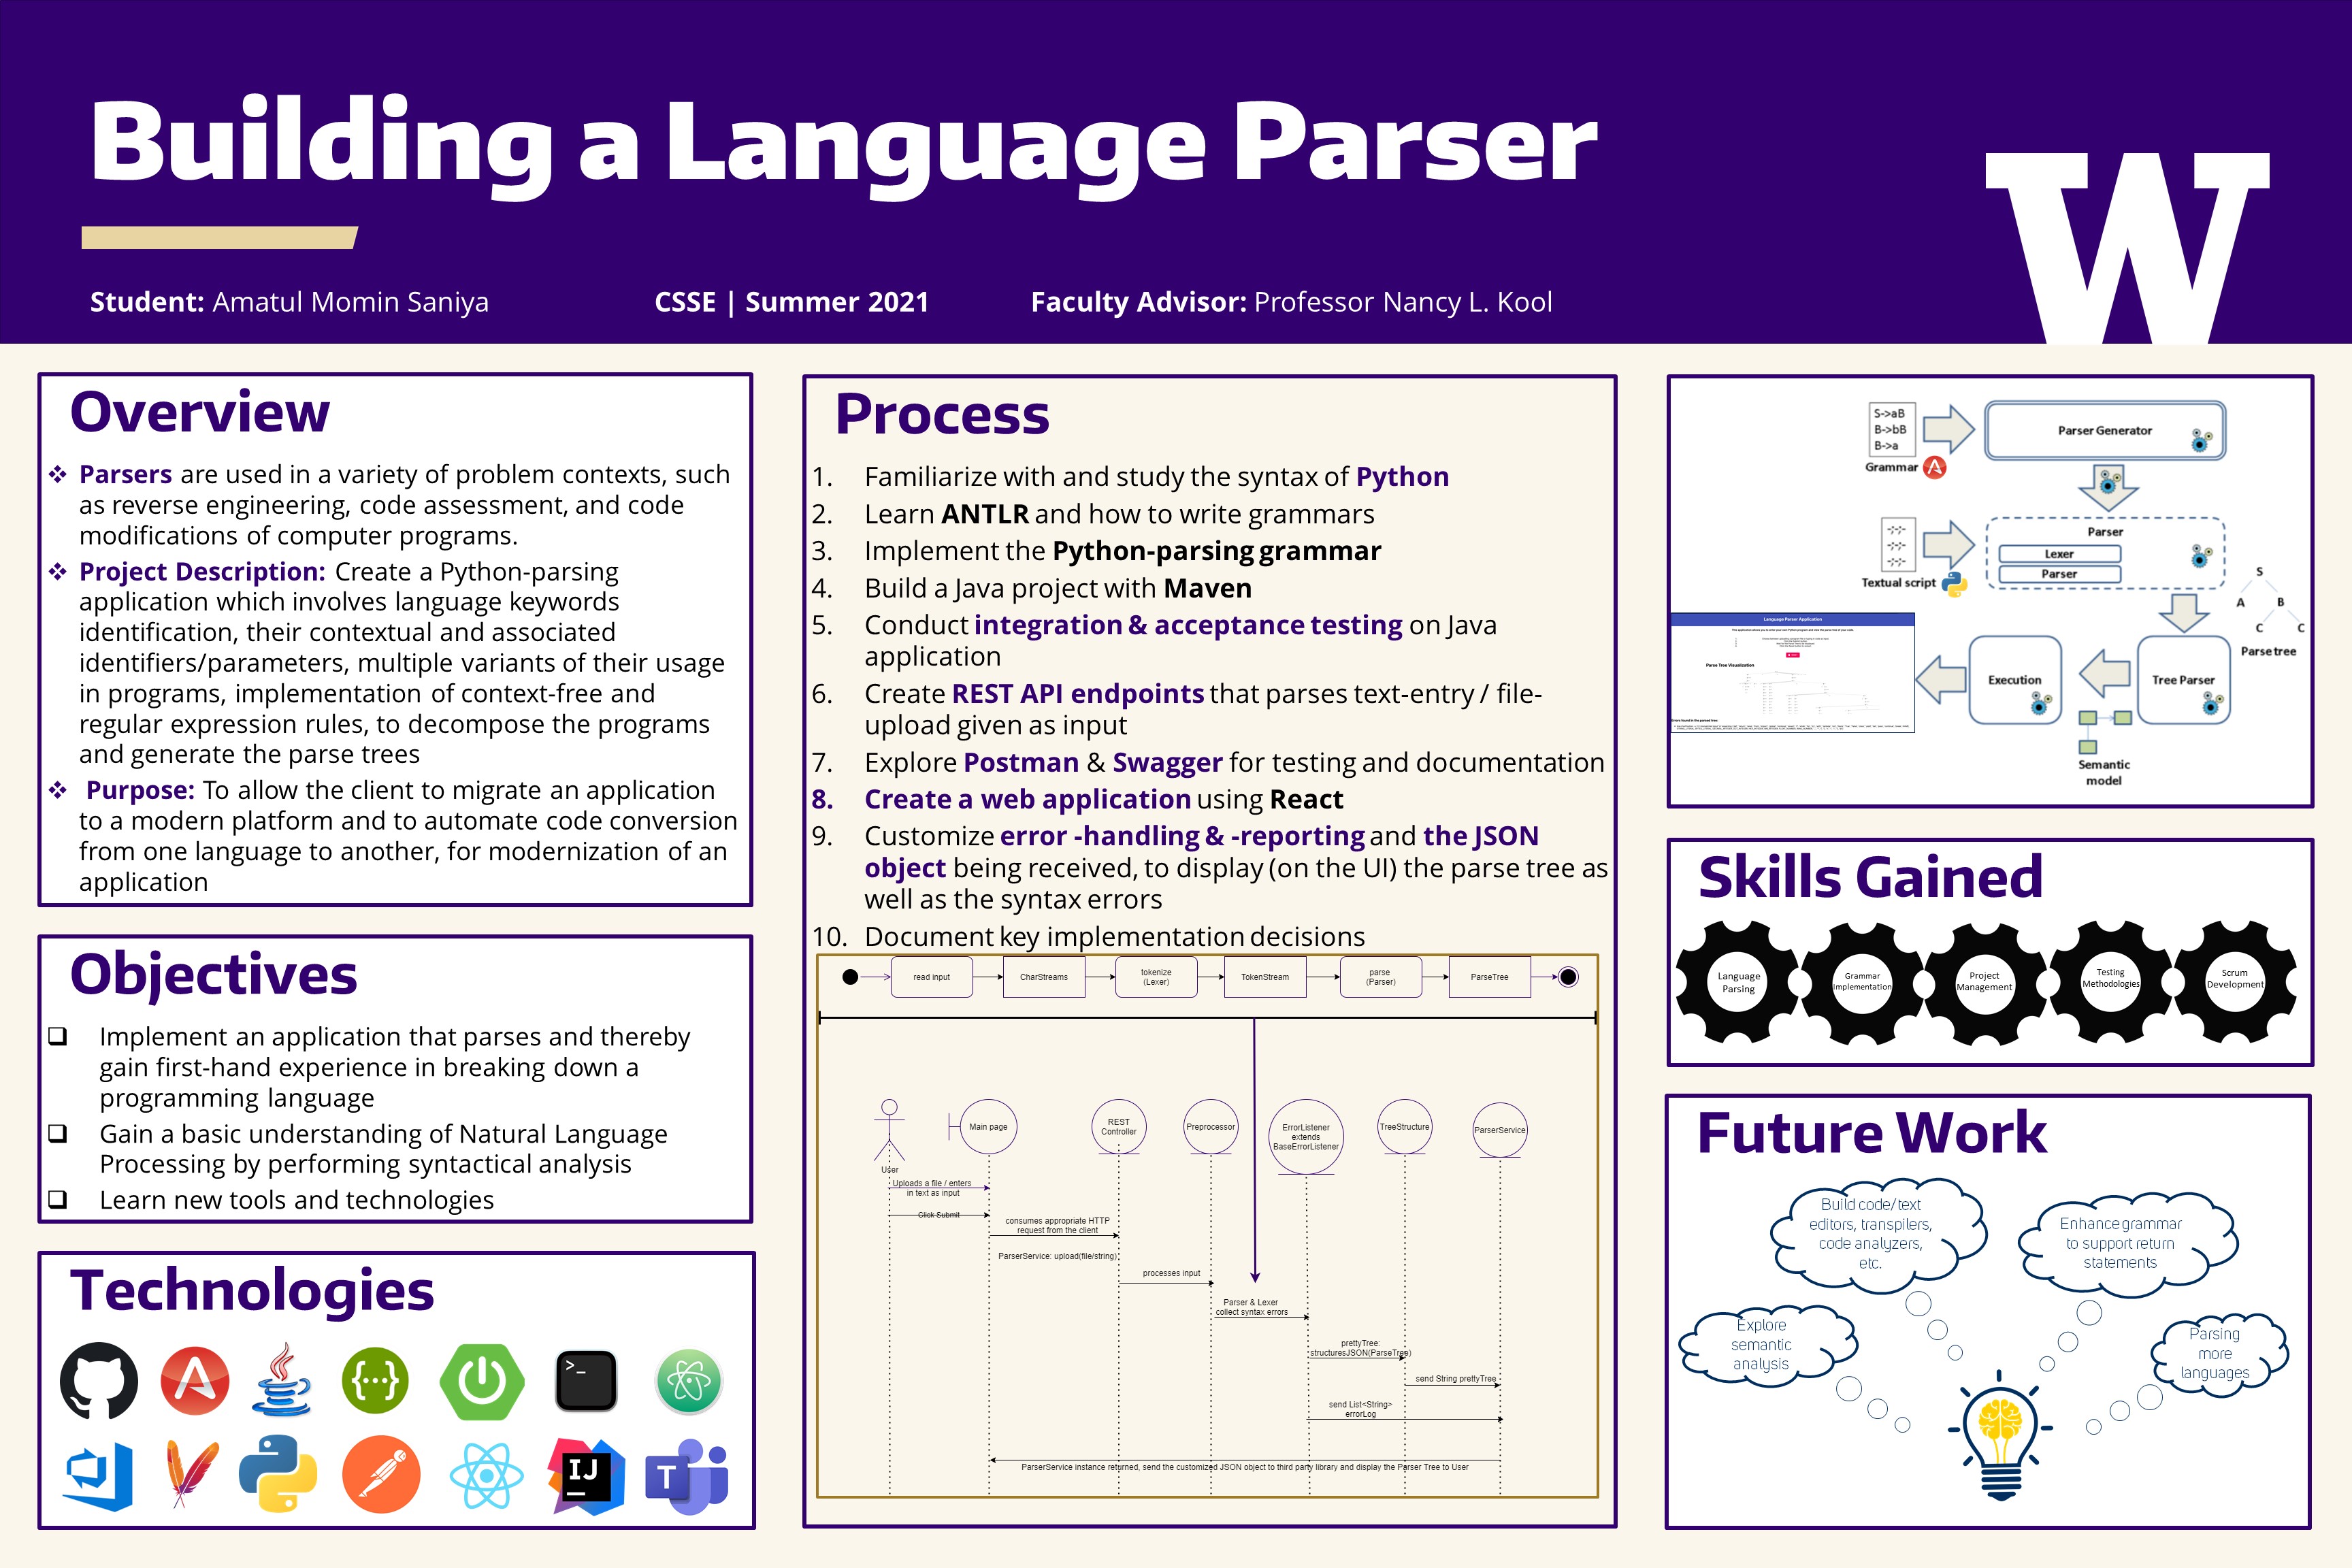 Building a Language Parser
W
Student: Amatul Momin Saniya
CSSE | Summer 2021
Faculty Advisor: Professor Nancy L. Kool
Overview
❖ Parsers are used in a variety of problem contexts, such
as reverse engineering, code assessment, and code
modifications of computer programs.
❖ Project Description: Create a Python-parsing
application which involves language keywords
identification, their contextual and associated
identifiers/parameters, multiple variants of their usage
in programs, implementation of context-free and
regular expression rules, to decompose the programs
and generate the parse trees
❖ Purpose: To allow the client to migrate an application
to a modern platform and to automate code conversion
from one language to another, for modernization of an
application
Objectives
Implement an application that parses and thereby
gain first-hand experience in breaking down a
programming language
Gain a basic understanding of Natural Language
Processing by performing syntactical analysis
Learn new tools and technologies
Technologies
A
{...}
>_
IJ
T
Process
1. Familiarize with and study the syntax of Python
2. Learn ANTLR and how to write grammars
3. Implement the Python-parsing grammar
4. Build a Java project with Maven
5. Conduct integration & acceptance testing on Java
application
6. Create REST API endpoints that parses text-entry / file-
upload given as input
7. Explore Postman & Swagger for testing and documentation
8. Create a web application using React
9. Customize error -handling & -reporting and the JSON
object being received, to display (on the UI) the parse tree as
well as the syntax errors
10. Document key implementation decisions
read input
CharStreams
tokenize
(Lexer)
TokenStream
parse
(Parser)
ParseTree
User
Main page
REST
Controller
Preprocessor
ErrorListener
extends
BaseErrorListener
TreeStructure
ParserService
Uploads a file / enters
in text as input
Click Submit
consumes appropriate HTTP
request from the client
ParserService: upload(file/string)
processes input
Parser & Lexer
collect syntax errors
prettyTree:
structuresJSON(ParseTree)
send String prettyTree
send List<String>
errorLog
ParserService instance returned, send the customized JSON object to third party library and display the Parser Tree to User
S->aB
B->bB
B->a
Grammar
A
Parser Generator
Textual script
Parser
Lexer
Parser
S
A B
C C
Parse tree
Tree Parser
Execution
Semantic
model
Language Parser Application
Parse Tree Visualization
Skills Gained
Language
Parsing
Grammar
Implementation
Project
Management
Testing
Methodologies
Scrum
Development
Future Work
Build code/text
editors, transpilers,
code analyzers,
etc.
Enhance grammar
to support return
statements
Explore
semantic
analysis
Parsing
more
languages